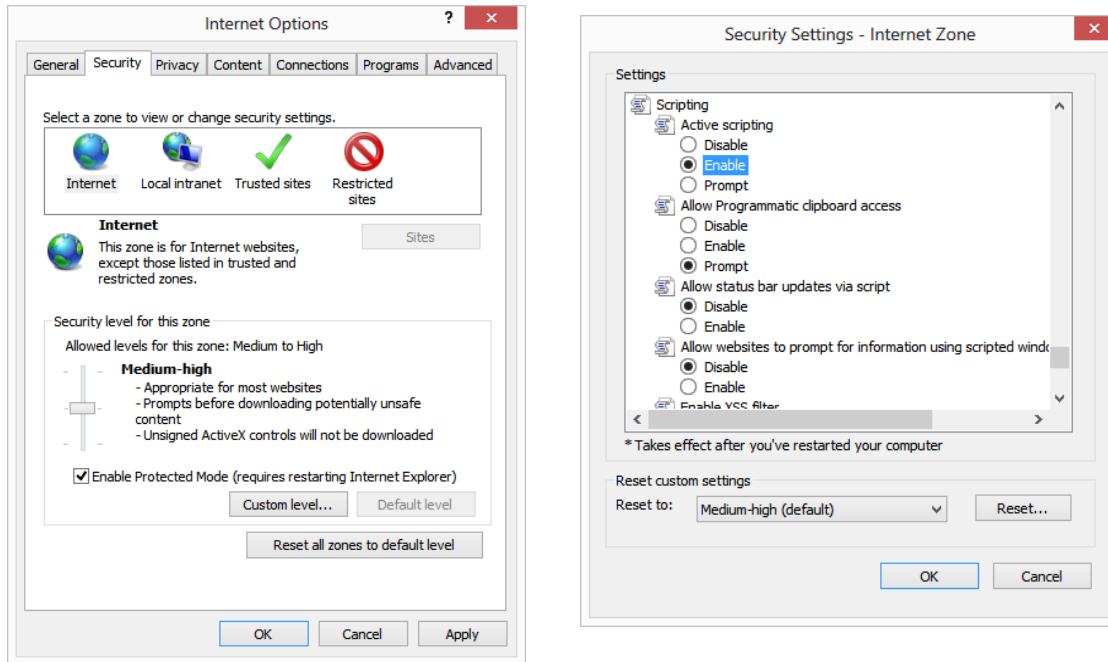 Internet Options
?
×
General Security Privacy Content Connections Programs Advanced
Select a zone to view or change security settings.
Internet Local intranet Trusted sites Restricted
sites
Internet
This zone is for Internet websites,
except those listed in trusted and
restricted zones.
Sites
Security level for this zone
Allowed levels for this zone: Medium to High
Medium-high
- Appropriate for most websites
- Prompts before downloading potentially unsafe
content
- Unsigned ActiveX controls will not be downloaded
Enable Protected Mode (requires restarting Internet Explorer)
Custom level... Default level
Reset all zones to default level
OK Cancel Apply
Security Settings - Internet Zone
×
Settings
Scripting
Active scripting
Disable
Enable
Prompt
Allow Programmatic clipboard access
Disable
Enable
Prompt
Allow status bar updates via script
Disable
Enable
Allow websites to prompt for information using scripted windo
Disable
Enable
Enable XSS filter
*Takes effect after you've restarted your computer
Reset custom settings
Reset to: Medium-high (default) Reset...
OK Cancel